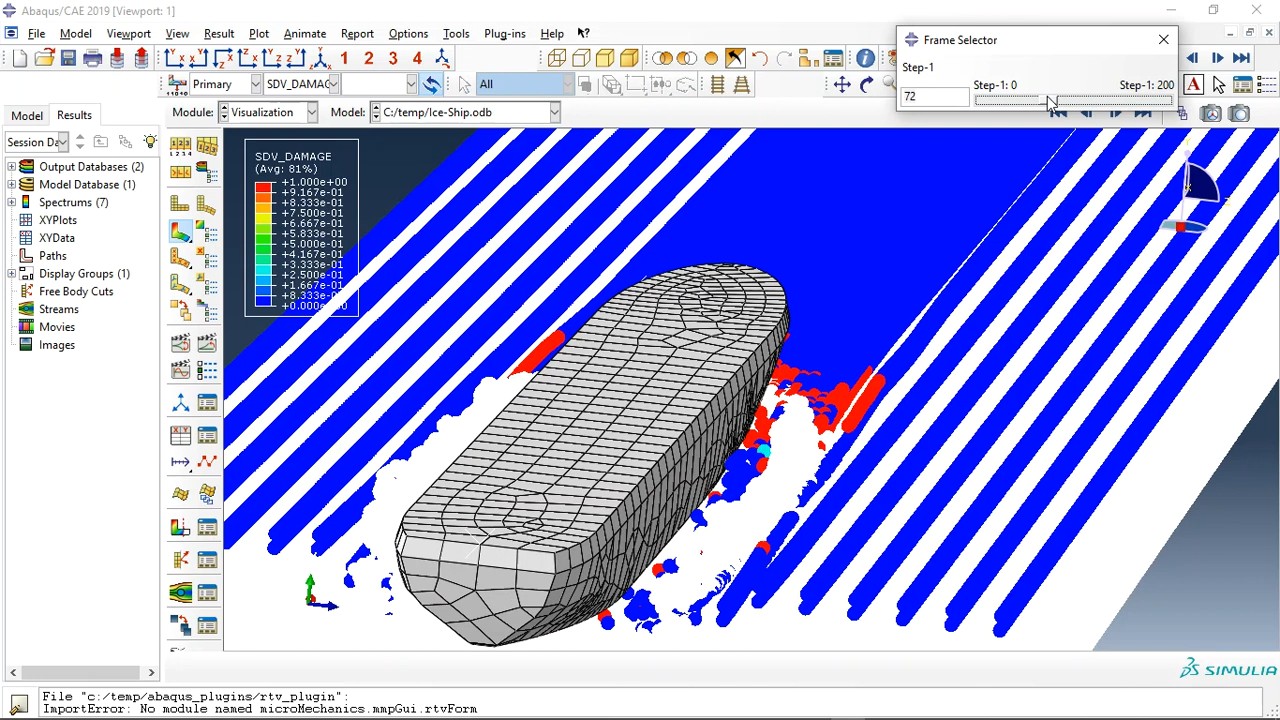 Abaqus/CAE 2019 [Viewport: 1]
File Model Viewport View Result Plot Animate Report Options Tools Plug-ins Help
Frame Selector
Step-1
Step-1: 0 Step-1: 200
72
1 2 3
Primary SDV_DAMAG All
Model Results
Module: Visualization Model: C:/temp/Ice-Ship.odb
Session Da
Output Databases (2)
Model Database (1)
Spectrums (7)
XYPlots
XYData
Paths
Display Groups (1)
Free Body Cuts
Streams
Movies
Images
SDV_DAMAGE
(Avg: 81%)
+1.000e+00
+9.167e-01
+8.333e-01
+7.500e-01
+6.667e-01
+5.833e-01
+5.000e-01
+4.167e-01
+3.333e-01
+2.500e-01
+1.667e-01
+8.333e-02
+0.000e+00
SIMULIA
File "c:/temp/abaqus_plugins/rtv_plugin":
ImportError: No module named microMechanics.mmpGui.rtvForm